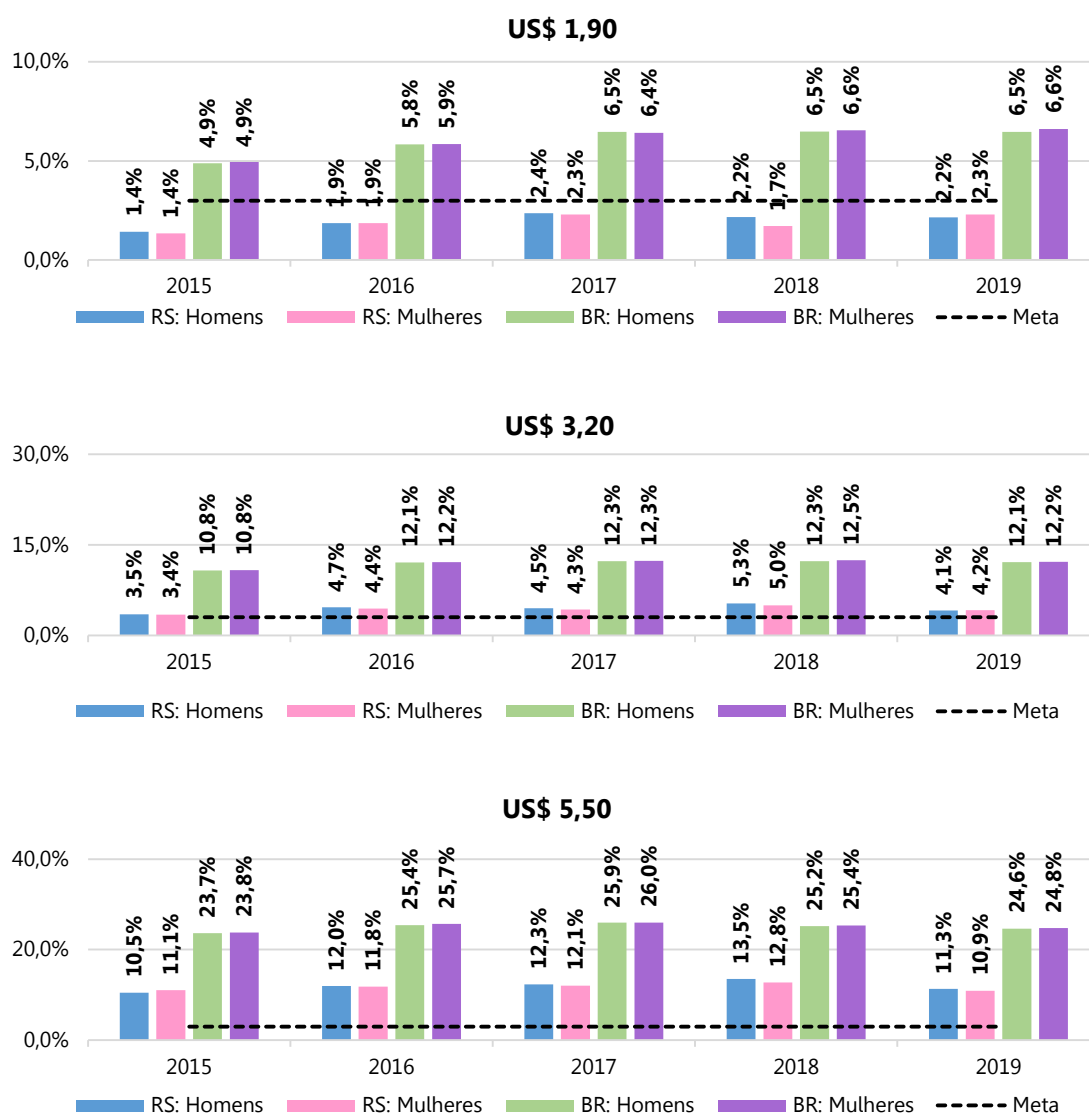 US$ 1,90
10,0%
5,0%
0,0%
1,4% 1,4% 4,9% 4,9% 1,9% 1,9% 5,8% 5,9% 2,4% 2,3% 6,5% 6,4% 2,2% 1,7% 6,5% 6,6% 2,2% 2,3% 6,5% 6,6%
2015 2016 2017 2018 2019
RS: Homens RS: Mulheres BR: Homens BR: Mulheres Meta
US$ 3,20
30,0%
15,0%
0,0%
3,5% 3,4% 10,8% 10,8% 4,7% 4,4% 12,1% 12,2% 4,5% 4,3% 12,3% 12,3% 5,3% 5,0% 12,3% 12,5% 4,1% 4,2% 12,1% 12,2%
2015 2016 2017 2018 2019
RS: Homens RS: Mulheres BR: Homens BR: Mulheres Meta
US$ 5,50
40,0%
20,0%
0,0%
10,5% 11,1% 23,7% 23,8% 12,0% 11,8% 25,4% 25,7% 12,3% 12,1% 25,9% 26,0% 13,5% 12,8% 25,2% 25,4% 11,3% 10,9% 24,6% 24,8%
2015 2016 2017 2018 2019
RS: Homens RS: Mulheres BR: Homens BR: Mulheres Meta